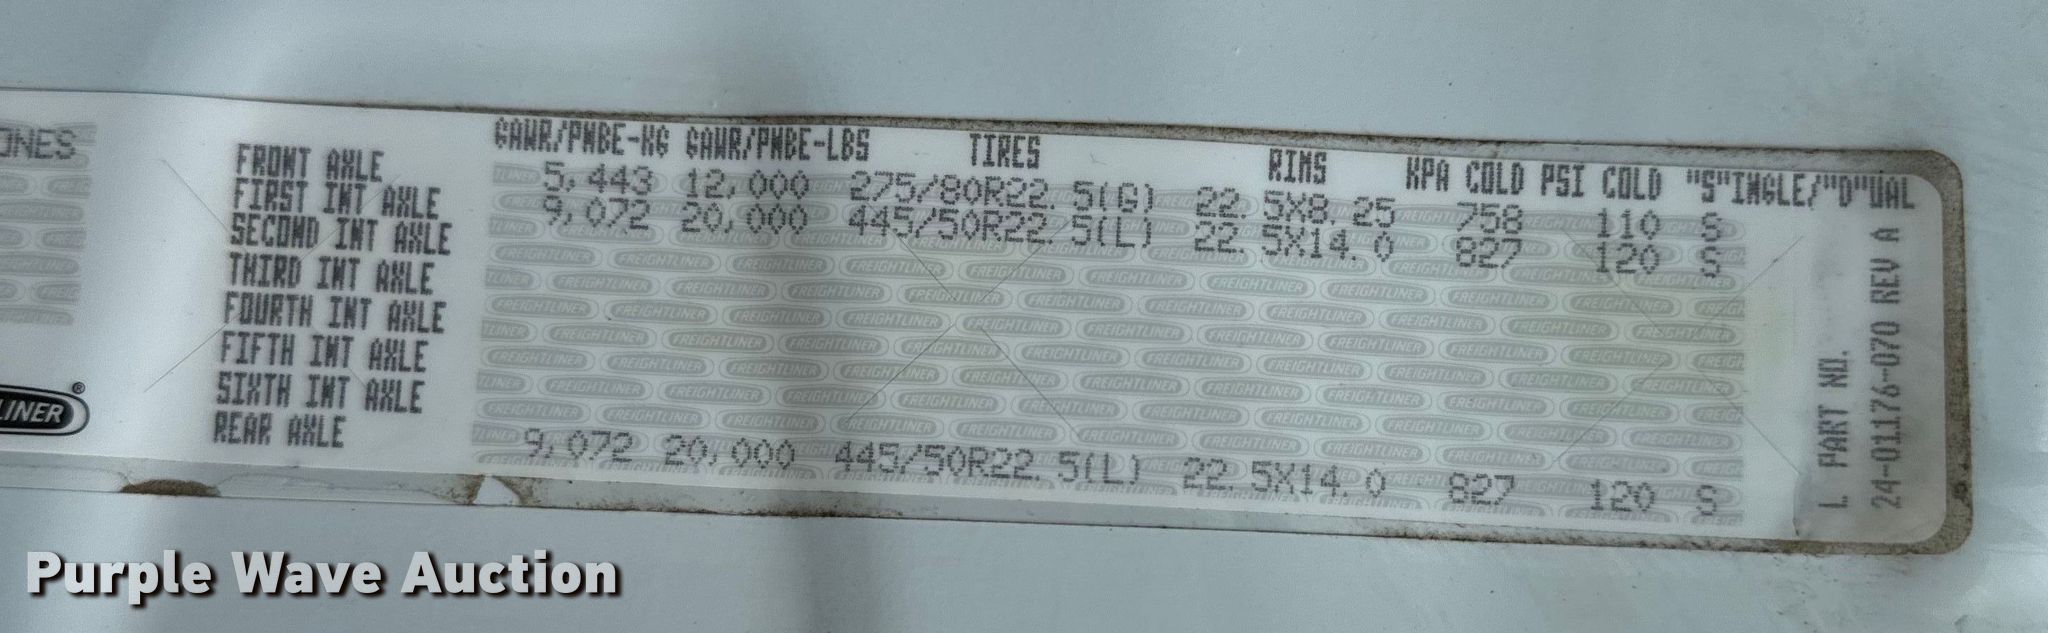 ONES
GAWR/PNBE-KG GAWR/PNBE-LBS TIRES RIMS KPA COLD PSI COLD "S"INGLE/"D"UAL
FRONT AXLE 5,443 12,000 275/80R22.5(G) 22.5X8.25 758 110 S
FIRST INT AXLE 9,072 20,000 445/50R22.5(L) 22.5X14.0 827 120 S
SECOND INT AXLE
THIRD INT AXLE
FOURTH INT AXLE
FIFTH INT AXLE
SIXTH INT AXLE
REAR AXLE 9,072 20,000 445/50R22.5(L) 22.5X14.0 827 120 S
LINER®
L PART NO.
24-01176-070 REV A
FREIGHTLINER
Purple Wave Auction